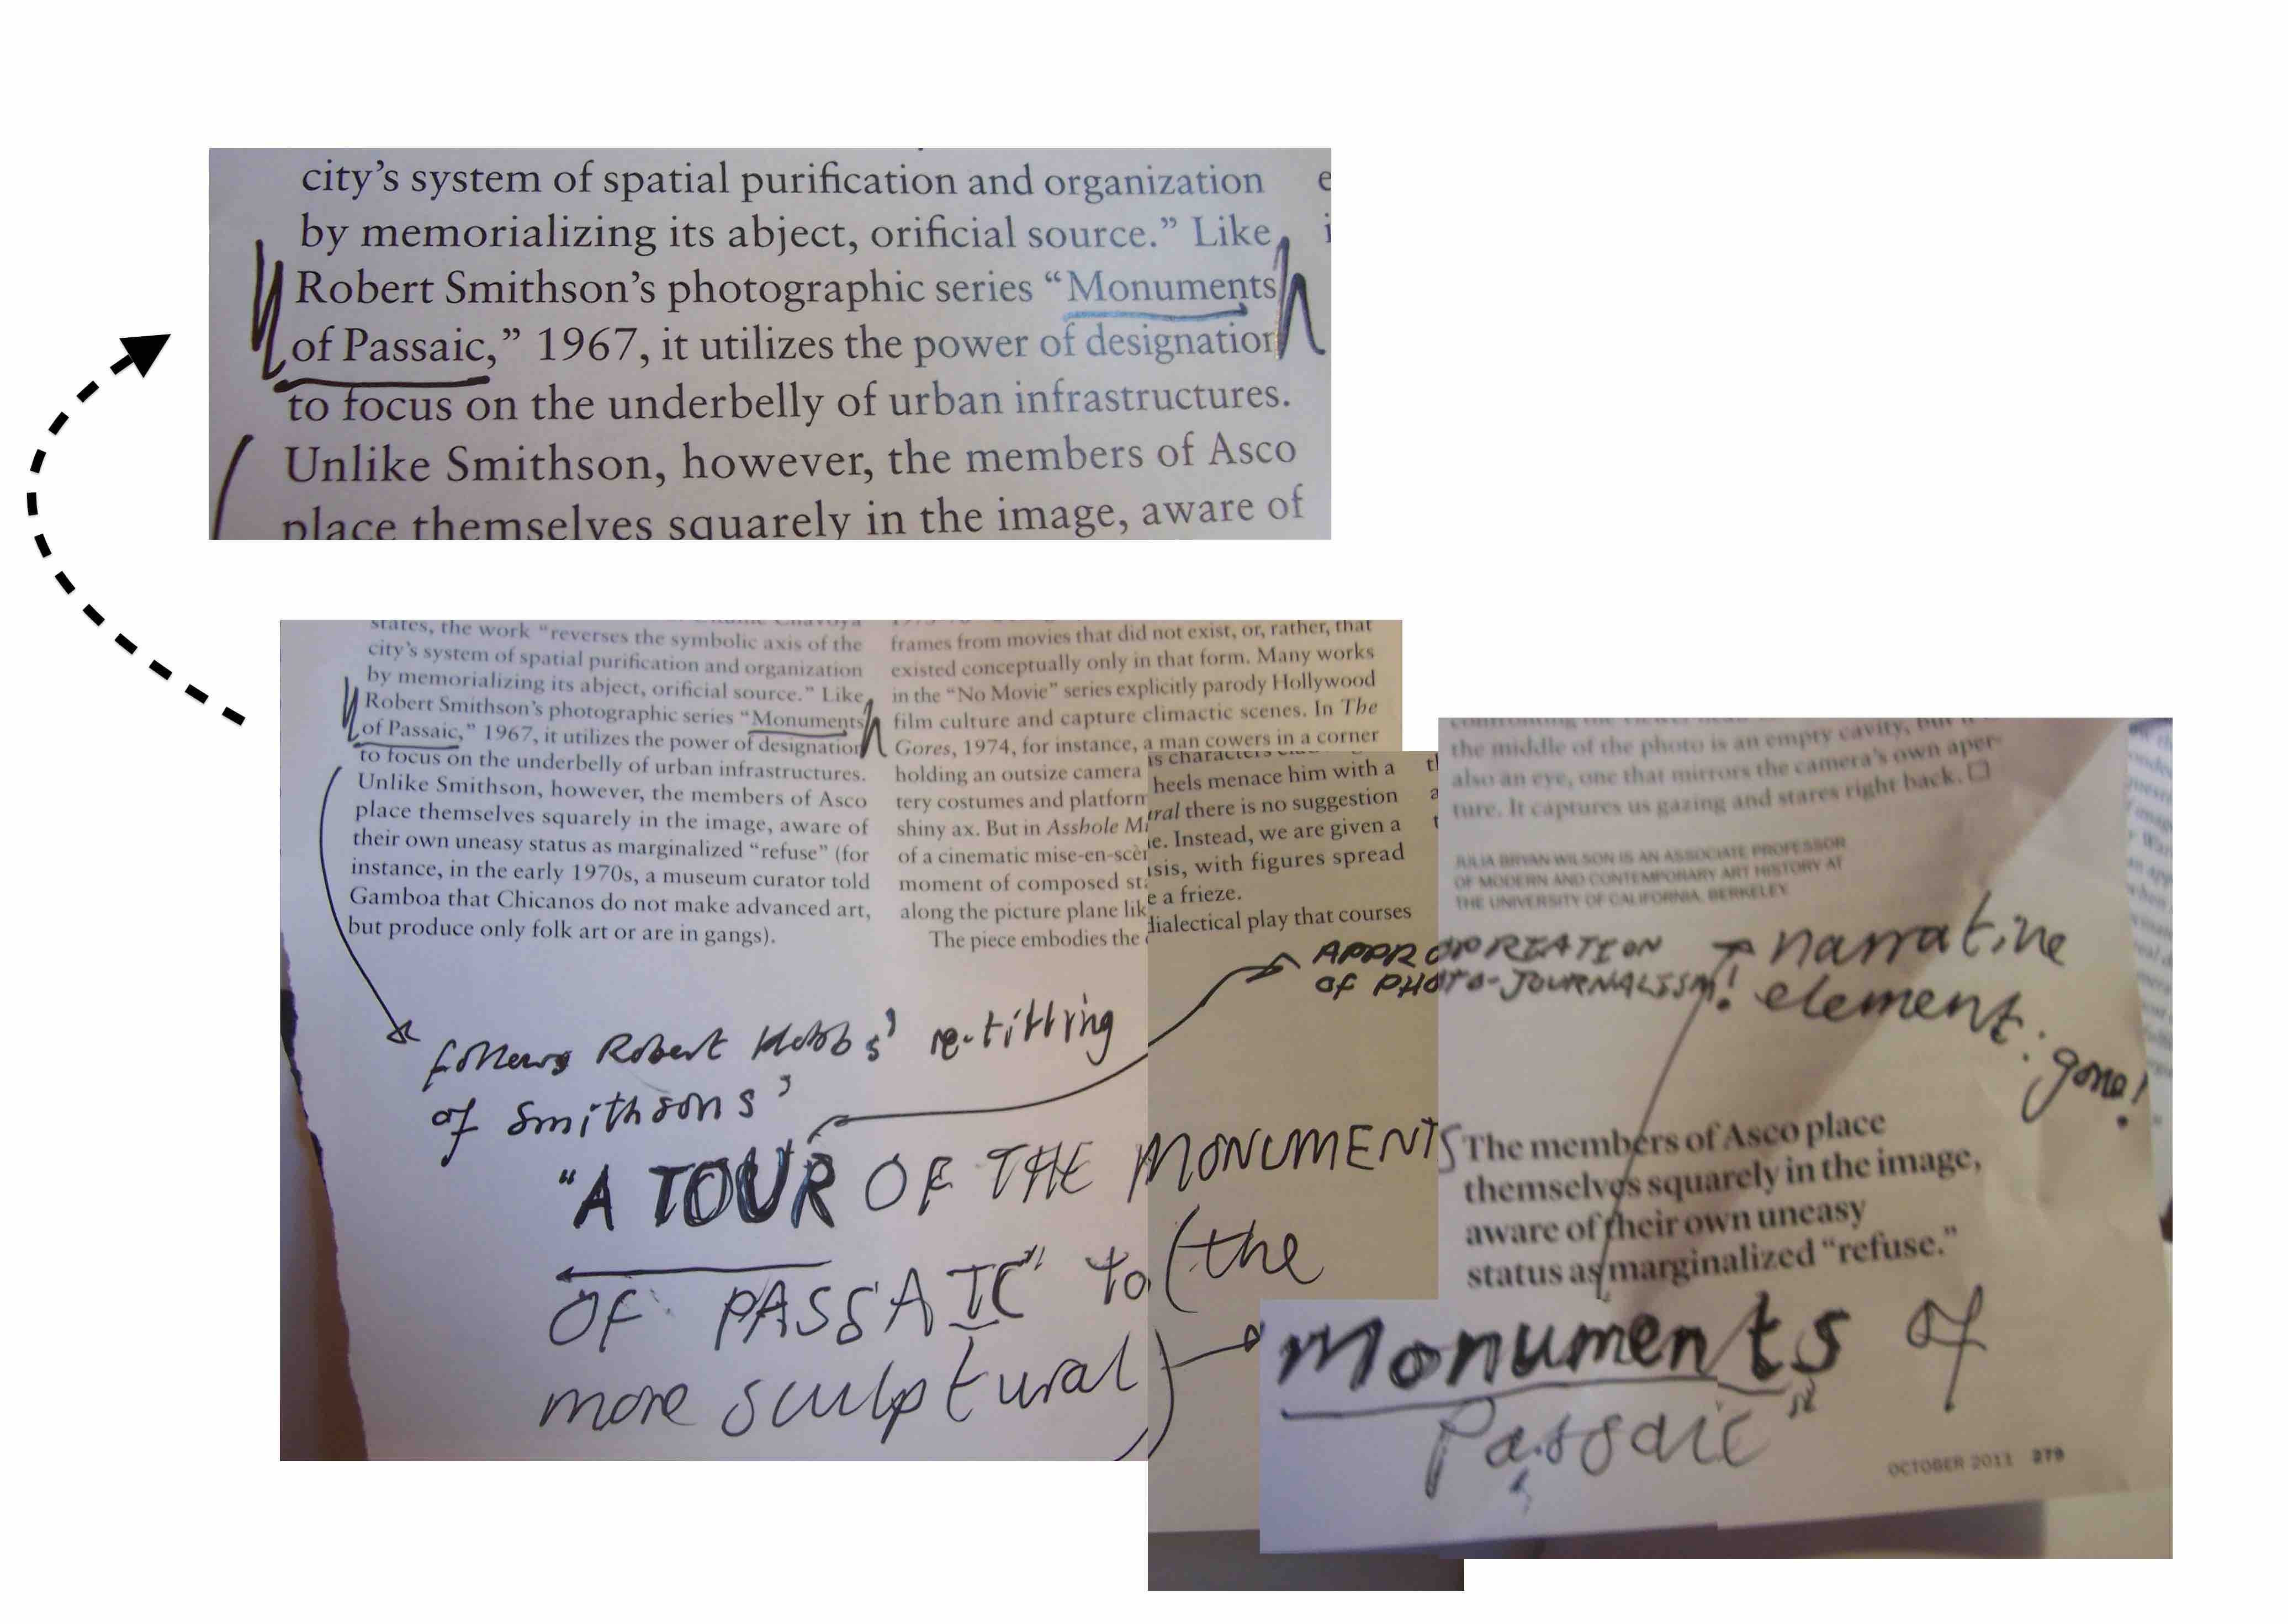 city's system of spatial purification and organization
by memorializing its abject, orificial source." Like
Robert Smithson's photographic series "Monuments
of Passaic," 1967, it utilizes the power of designation
to focus on the underbelly of urban infrastructures.
Unlike Smithson, however, the members of Asco
place themselves squarely in the image, aware of
states, the work "reverses the symbolic axis of the
city's system of spatial purification and organization
by memorializing its abject, orificial source." Like
Robert Smithson's photographic series "Monuments
of Passaic," 1967, it utilizes the power of designation
to focus on the underbelly of urban infrastructures.
Unlike Smithson, however, the members of Asco
place themselves squarely in the image, aware of
their own uneasy status as marginalized "refuse" (for
instance, in the early 1970s, a museum curator told
Gamboa that Chicanos do not make advanced art,
but produce only folk art or are in gangs).
frames from movies that did not exist, or, rather, that
existed conceptually only in that form. Many works
in the "No Movie" series explicitly parody Hollywood
film culture and capture climactic scenes. In The
Gores, 1974, for instance, a man cowers in a corner
holding an outsize camera
tery costumes and platform heels menace him with a
shiny ax. But in Asshole Mural there is no suggestion
of a cinematic mise-en-scène. Instead, we are given a
moment of composed stasis, with figures spread
along the picture plane like a frieze.
The piece embodies the dialectical play that courses
the middle of the photo is an empty cavity, but
also an eye, one that mirrors the camera's own aper-
ture. It captures us gazing and stares right back.
JULIA BRYAN-WILSON IS AN ASSOCIATE PROFESSOR
OF MODERN AND CONTEMPORARY ART HISTORY AT
THE UNIVERSITY OF CALIFORNIA, BERKELEY.
APPROPRIATION
of PHOTO-JOURNALISM!
narrative
element: gone!
follows Robert Hobbs' re-titling
of Smithsons'
"A TOUR OF THE MONUMENTS
OF PASSAIC" to (the
more sculptural)
The members of Asco place
themselves squarely in the image,
aware of their own uneasy
status as marginalized "refuse."
Monuments of
Passaic"
OCTOBER 2011 279